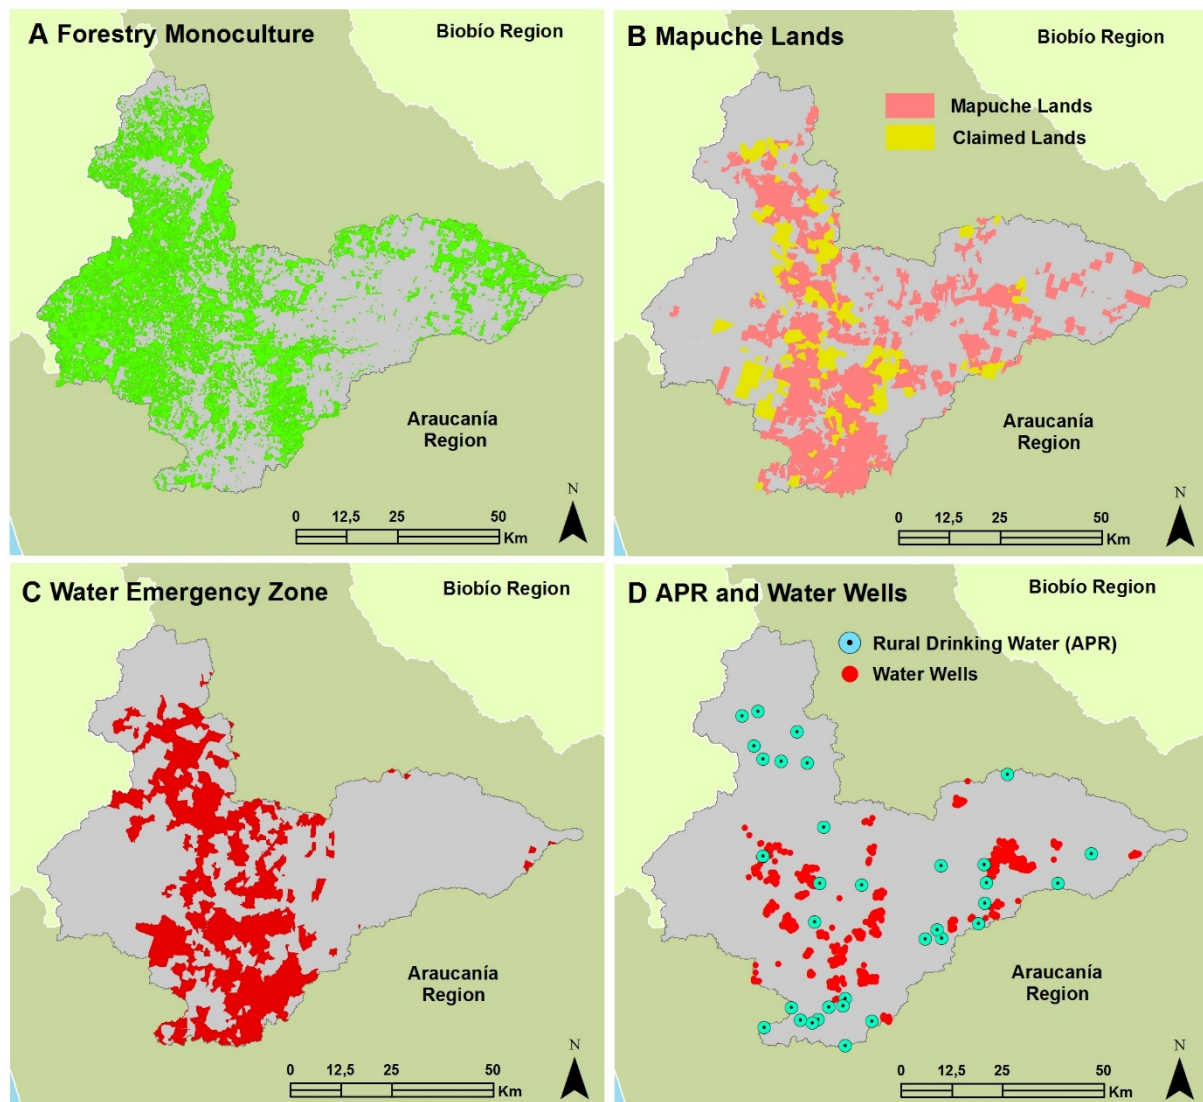 A Forestry Monoculture
Biobío Region
Araucanía
Region
N
0 12,5 25 50
Km
B Mapuche Lands
Biobío Region
Mapuche Lands
Claimed Lands
Araucanía
Region
N
0 12,5 25 50
Km
C Water Emergency Zone
Biobío Region
Araucanía
Region
N
0 12,5 25 50
Km
D APR and Water Wells
Biobío Region
Rural Drinking Water (APR)
Water Wells
Araucanía
Region
N
0 12,5 25 50
Km